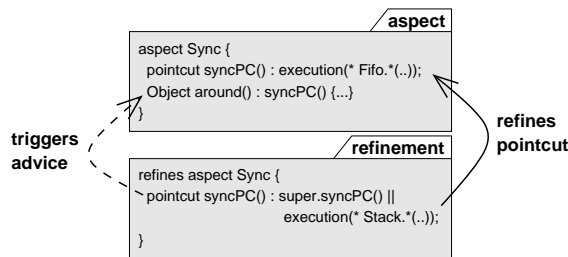 aspect
aspect Sync {
pointcut syncPC() : execution(* Fifo.*(..));
Object around() : syncPC() {...}
}
triggers
advice
refines
pointcut
refinement
refines aspect Sync {
pointcut syncPC() : super.syncPC() ||
execution(* Stack.*(..));
}